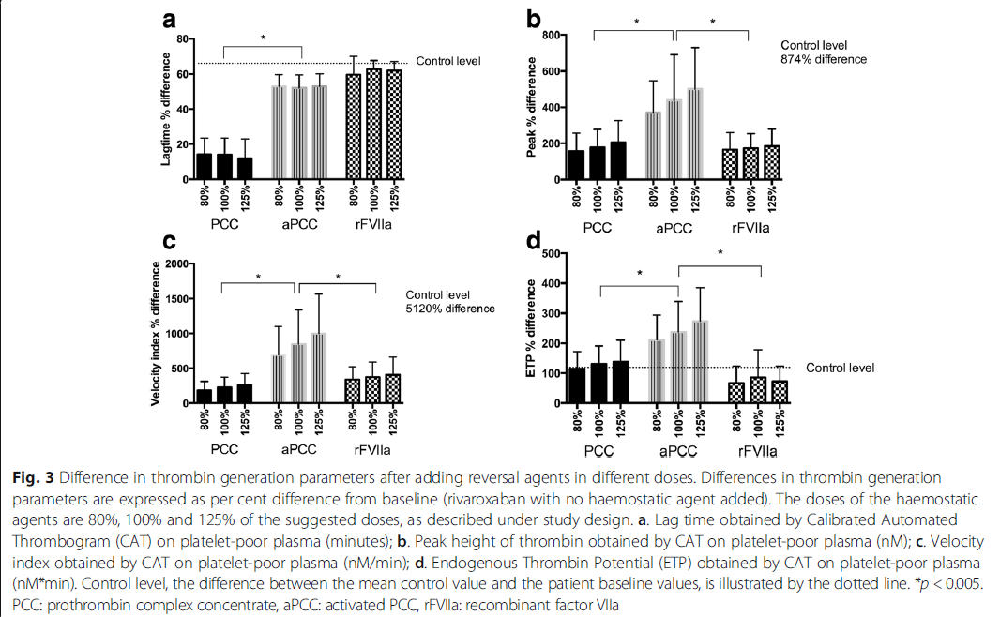 a
*
80
60
40
20
0
Lagtime % difference
Control level
80%
100%
125%
80%
100%
125%
80%
100%
125%
PCC
aPCC
rFVIIa
b
*
*
800
600
400
200
0
Peak % difference
Control level
874% difference
80%
100%
125%
80%
100%
125%
80%
100%
125%
PCC
aPCC
rFVIIa
c
*
*
2000
1500
1000
500
0
Velocity index % difference
Control level
5120% difference
80%
100%
125%
80%
100%
125%
80%
100%
125%
PCC
aPCC
rFVIIa
d
*
*
500
400
300
200
100
0
ETP % difference
Control level
80%
100%
125%
80%
100%
125%
80%
100%
125%
PCC
aPCC
rFVIIa
Fig. 3 Difference in thrombin generation parameters after adding reversal agents in different doses. Differences in thrombin generation
parameters are expressed as per cent difference from baseline (rivaroxaban with no haemostatic agent added). The doses of the haemostatic
agents are 80%, 100% and 125% of the suggested doses, as described under study design. a. Lag time obtained by Calibrated Automated
Thrombogram (CAT) on platelet-poor plasma (minutes); b. Peak height of thrombin obtained by CAT on platelet-poor plasma (nM); c. Velocity
index obtained by CAT on platelet-poor plasma (nM/min); d. Endogenous Thrombin Potential (ETP) obtained by CAT on platelet-poor plasma
(nM*min). Control level, the difference between the mean control value and the patient baseline values, is illustrated by the dotted line. *p < 0.005.
PCC: prothrombin complex concentrate, aPCC: activated PCC, rFVIIa: recombinant factor VIIa